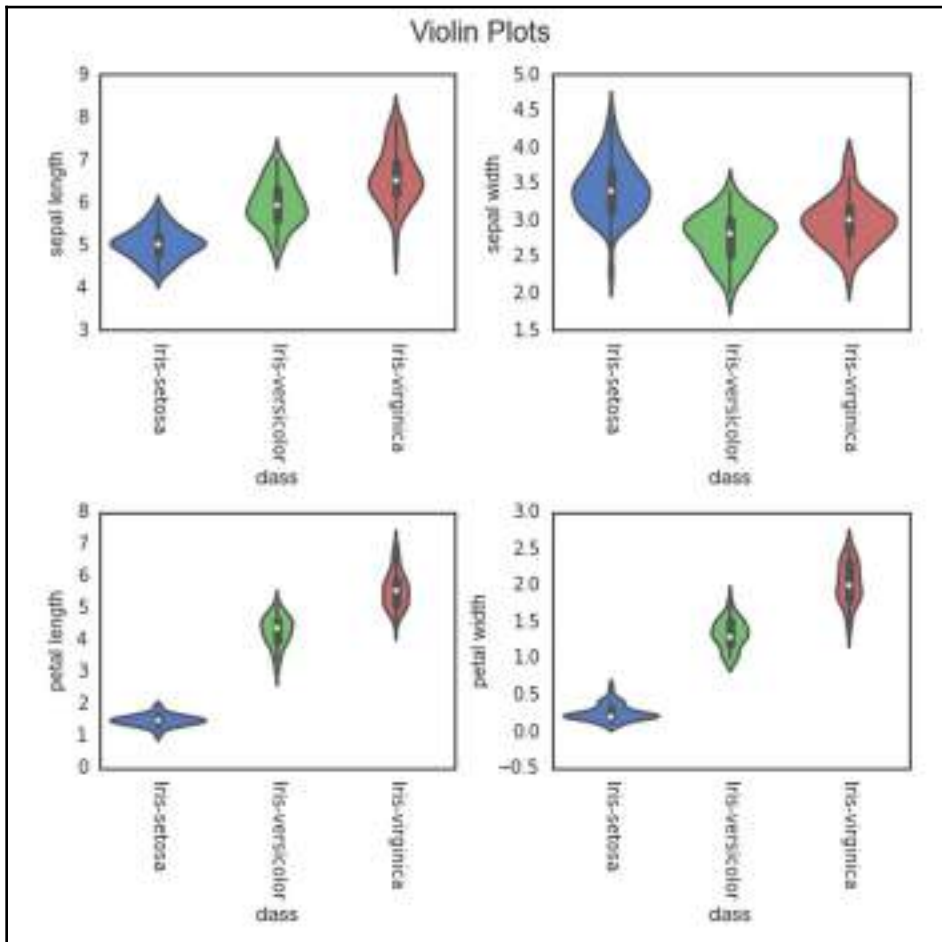 Violin Plots
9
8
7
6
5
4
3
sepal length
Iris-setosa
Iris-versicolor
Iris-virginica
class
5.0
4.5
4.0
3.5
3.0
2.5
2.0
1.5
sepal width
Iris-setosa
Iris-versicolor
Iris-virginica
class
8
7
6
5
4
3
2
1
0
petal length
Iris-setosa
Iris-versicolor
Iris-virginica
class
3.0
2.5
2.0
1.5
1.0
0.5
0.0
−0.5
petal width
Iris-setosa
Iris-versicolor
Iris-virginica
class